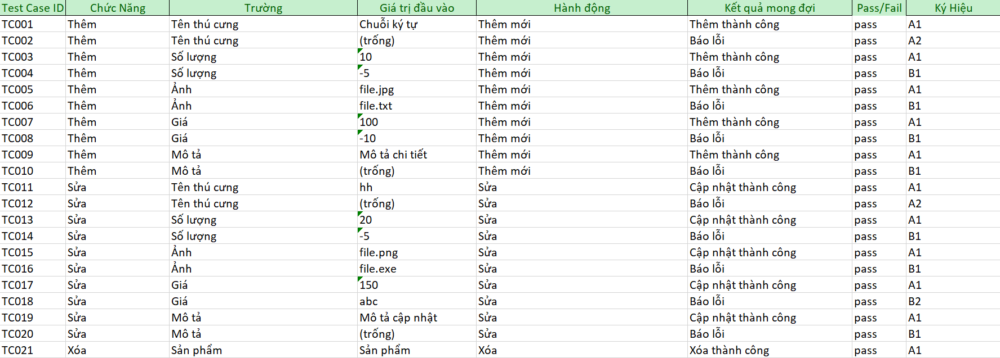 Test Case ID Chức Năng Trường Giá trị đầu vào Hành động Kết quả mong đợi Pass/Fail Ký Hiệu
TC001 Thêm Tên thú cưng Chuỗi ký tự Thêm mới Thêm thành công pass A1
TC002 Thêm Tên thú cưng (trống) Thêm mới Báo lỗi pass A2
TC003 Thêm Số lượng 10 Thêm mới Thêm thành công pass A1
TC004 Thêm Số lượng -5 Thêm mới Báo lỗi pass B1
TC005 Thêm Ảnh file.jpg Thêm mới Thêm thành công pass A1
TC006 Thêm Ảnh file.txt Thêm mới Báo lỗi pass B1
TC007 Thêm Giá 100 Thêm mới Thêm thành công pass A1
TC008 Thêm Giá -10 Thêm mới Báo lỗi pass B1
TC009 Thêm Mô tả Mô tả chi tiết Thêm mới Thêm thành công pass A1
TC010 Thêm Mô tả (trống) Thêm mới Báo lỗi pass B1
TC011 Sửa Tên thú cưng hh Sửa Cập nhật thành công pass A1
TC012 Sửa Tên thú cưng (trống) Sửa Báo lỗi pass A2
TC013 Sửa Số lượng 20 Sửa Cập nhật thành công pass A1
TC014 Sửa Số lượng -5 Sửa Báo lỗi pass B1
TC015 Sửa Ảnh file.png Sửa Cập nhật thành công pass A1
TC016 Sửa Ảnh file.exe Sửa Báo lỗi pass B1
TC017 Sửa Giá 150 Sửa Cập nhật thành công pass A1
TC018 Sửa Giá abc Sửa Báo lỗi pass B2
TC019 Sửa Mô tả Mô tả cập nhật Sửa Cập nhật thành công pass A1
TC020 Sửa Mô tả (trống) Sửa Báo lỗi pass B1
TC021 Xóa Sản phẩm Sản phẩm Xóa Xóa thành công pass A1